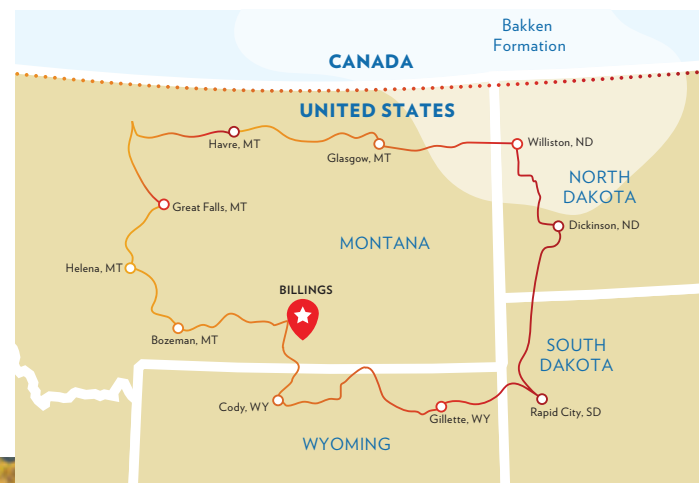 Bakken
Formation
CANADA
UNITED STATES
Havre, MT
Glasgow, MT
Williston, ND
NORTH
DAKOTA
Great Falls, MT
Dickinson, ND
MONTANA
Helena, MT
BILLINGS
Bozeman, MT
SOUTH
DAKOTA
Cody, WY
Gillette, WY
Rapid City, SD
WYOMING